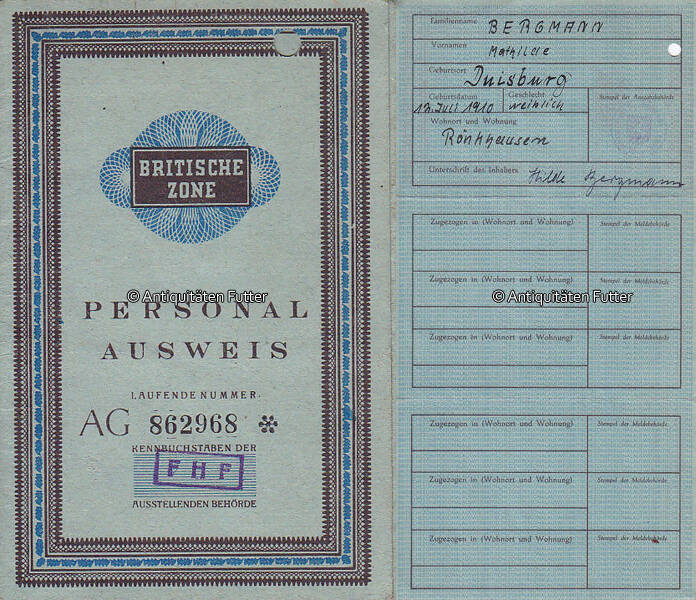 BRITISCHE
ZONE
© Antiquitäten Futter
PERSONAL
AUSWEIS
LAUFENDE NUMMER
AG 862968
KENNBUCHSTABEN DER
FHF
AUSSTELLENDEN BEHÖRDE
Familienname BERGMANN
Vornamen Mathilde
Geburtsort Duisburg
Geburtsdatum Geschlecht Stempel der Ausgabebehörde
13. Juli 1910 weiblich
Wohnort und Wohnung
Rönkhausen
Unterschrift des Inhabers Hilde Bergmann
Zugezogen in (Wohnort und Wohnung) Stempel der Meldebehörde
Zugezogen in (Wohnort und Wohnung) Stempel der Meldebehörde
© Antiquitäten Futter
Zugezogen in (Wohnort und Wohnung) Stempel der Meldebehörde
Zugezogen in (Wohnort und Wohnung) Stempel der Meldebehörde
Zugezogen in (Wohnort und Wohnung) Stempel der Meldebehörde
Zugezogen in (Wohnort und Wohnung) Stempel der Meldebehörde